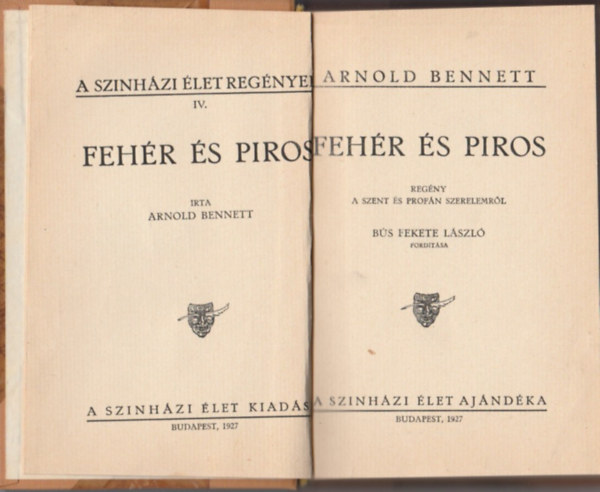 A SZINHÁZI ÉLET REGÉNYEI
IV.
FEHÉR ÉS PIROS
IRTA
ARNOLD BENNETT
A SZINHÁZI ÉLET KIADÁS
BUDAPEST, 1927
ARNOLD BENNETT
FEHÉR ÉS PIROS
REGÉNY
A SZENT ÉS PROFÁN SZERELEMRŐL
BÚS FEKETE LÁSZLÓ
FORDITÁSA
A SZINHÁZI ÉLET AJÁNDÉKA
BUDAPEST, 1927